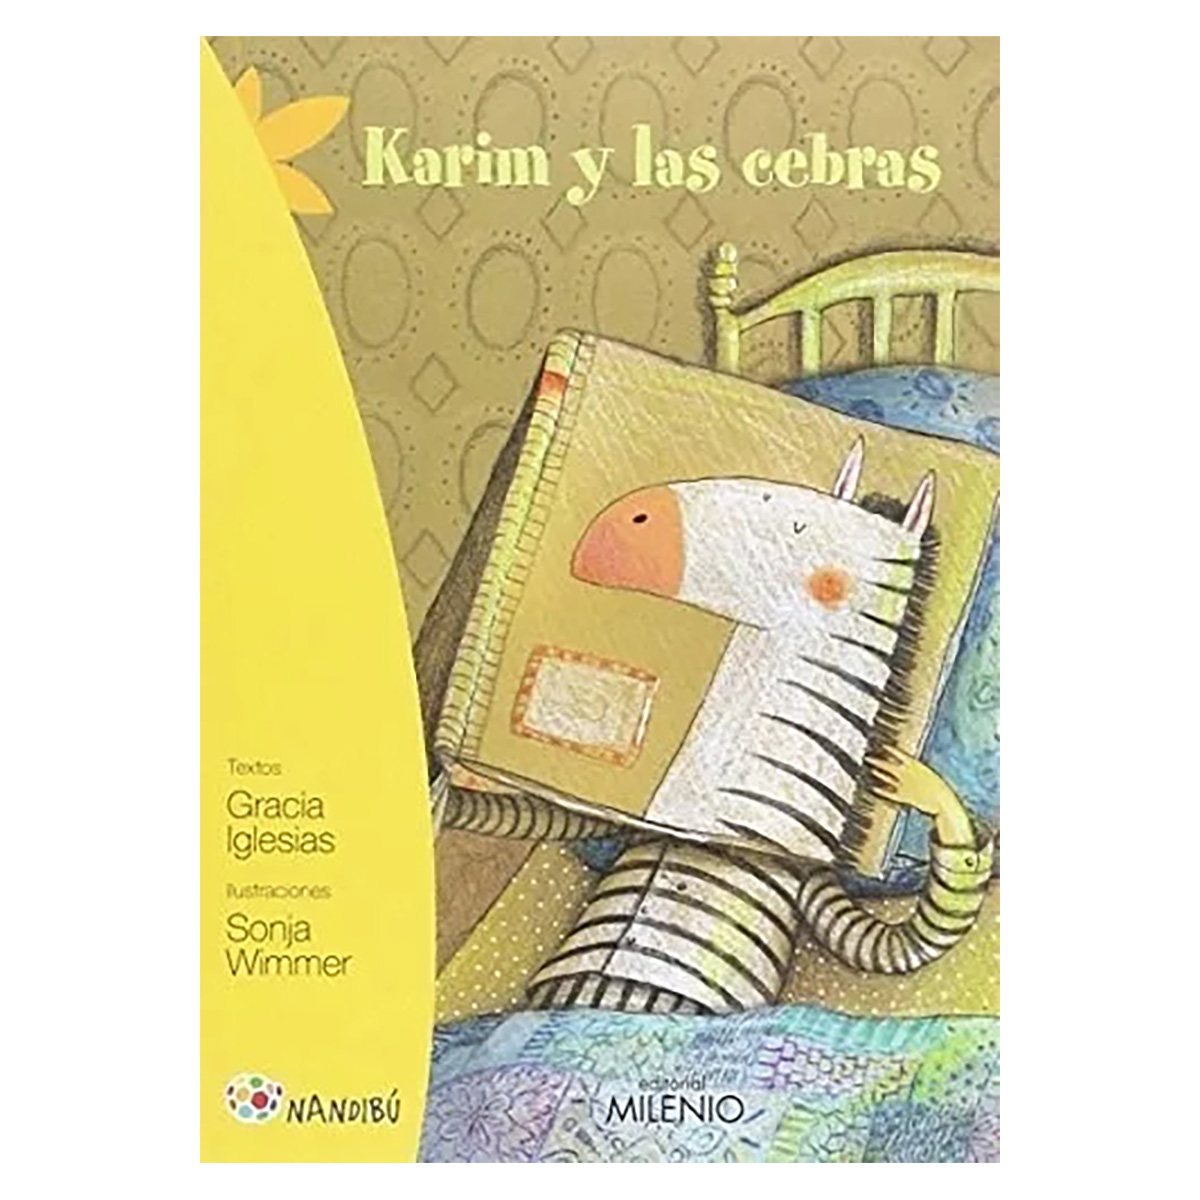 Karim y las cebras
Textos
Gracia
Iglesias
Ilustraciones
Sonja
Wimmer
NANDIBÚ
editorial
MILENIO